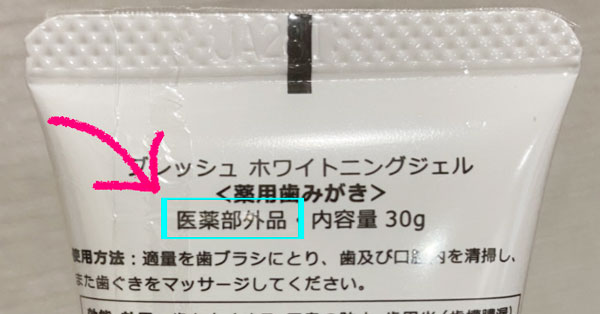 ブレッシュ ホワイトニングジェル
＜薬用歯みがき＞
医薬部外品・内容量 30g
使用方法：適量を歯ブラシにとり、歯及び口腔内を清掃し、
また歯ぐきをマッサージしてください。